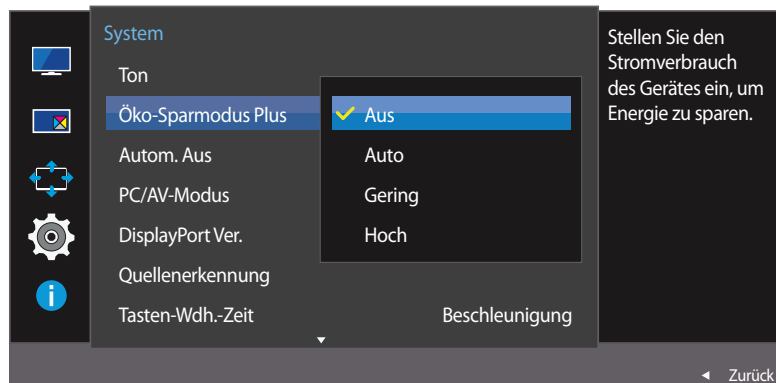 System
Ton
Öko-Sparmodus Plus
Aus
Autom. Aus
Auto
PC/AV-Modus
Gering
DisplayPort Ver.
Hoch
Quellenerkennung
Tasten-Wdh.-Zeit
Beschleunigung
Stellen Sie den
Stromverbrauch
des Gerätes ein, um
Energie zu sparen.
Zurück